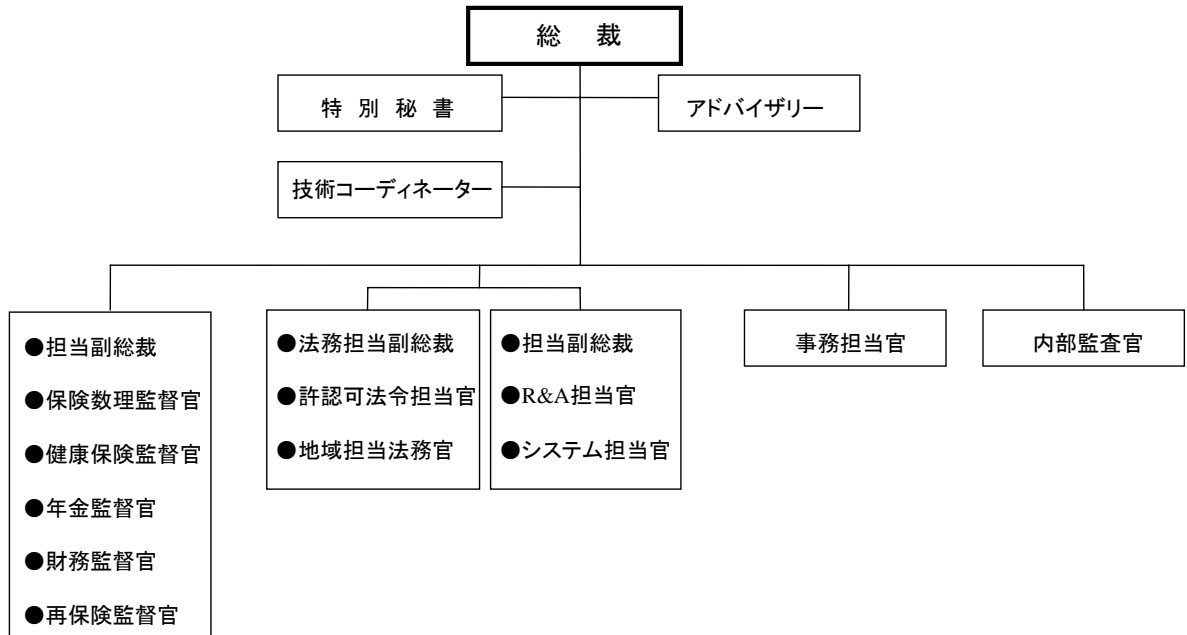 総 裁
特 別 秘 書
アドバイザリー
技術コーディネーター
●担当副総裁
●保険数理監督官
●健康保険監督官
●年金監督官
●財務監督官
●再保険監督官
●法務担当副総裁
●許認可法令担当官
●地域担当法務官
●担当副総裁
●R&A担当官
●システム担当官
事務担当官
内部監査官